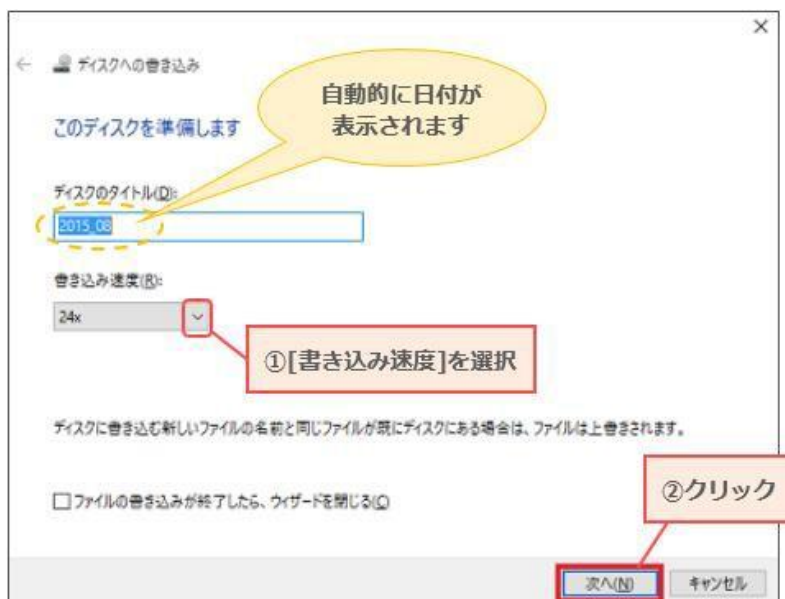 ディスクへの書き込み
自動的に日付が
表示されます
このディスクを準備します
ディスクのタイトル(D):
2015_08
書き込み速度(R):
24x
①[書き込み速度]を選択
ディスクに書き込む新しいファイルの名前と同じファイルが既にディスクにある場合は、ファイルは上書きされます。
ファイルの書き込みが終了したら、ウィザードを閉じる(C)
②クリック
次へ(N)
キャンセル